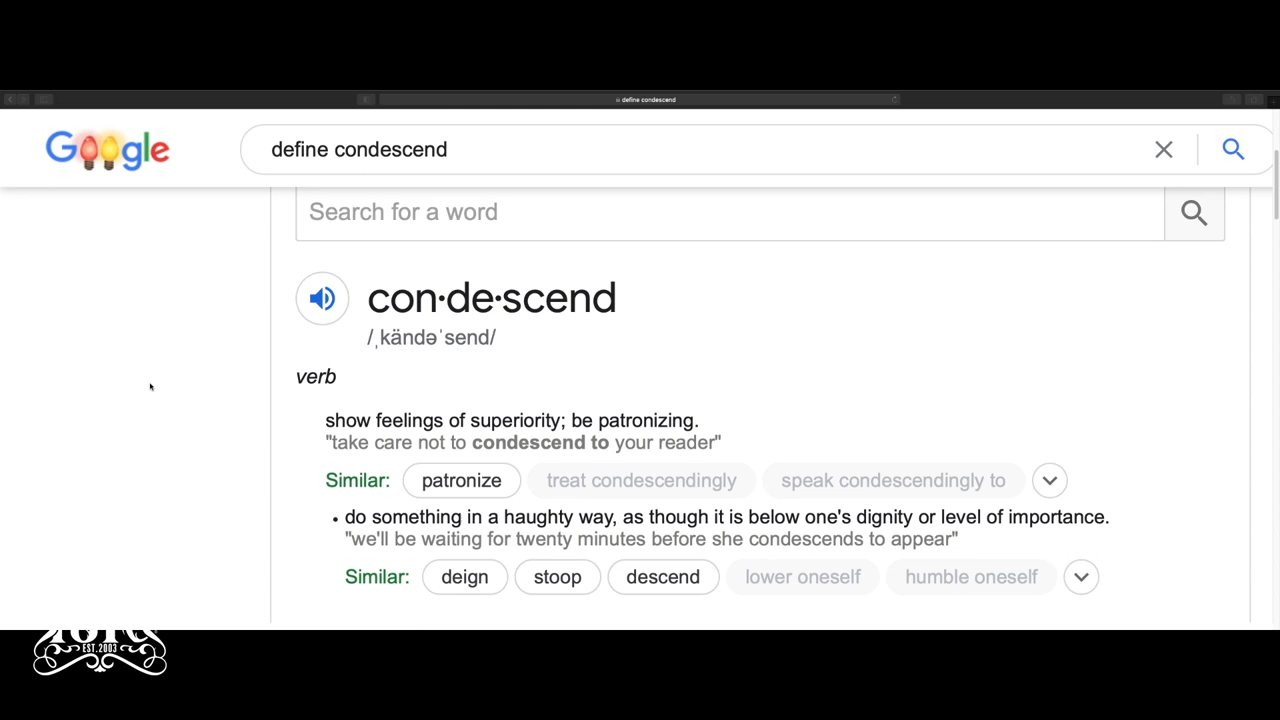 define condescend
Google
define condescend
Search for a word
con·de·scend
/ˌkändəˈsend/
verb
show feelings of superiority; be patronizing.
"take care not to condescend to your reader"
Similar: patronize treat condescendingly speak condescendingly to
• do something in a haughty way, as though it is below one's dignity or level of importance.
"we'll be waiting for twenty minutes before she condescends to appear"
Similar: deign stoop descend lower oneself humble oneself
EST. 2003